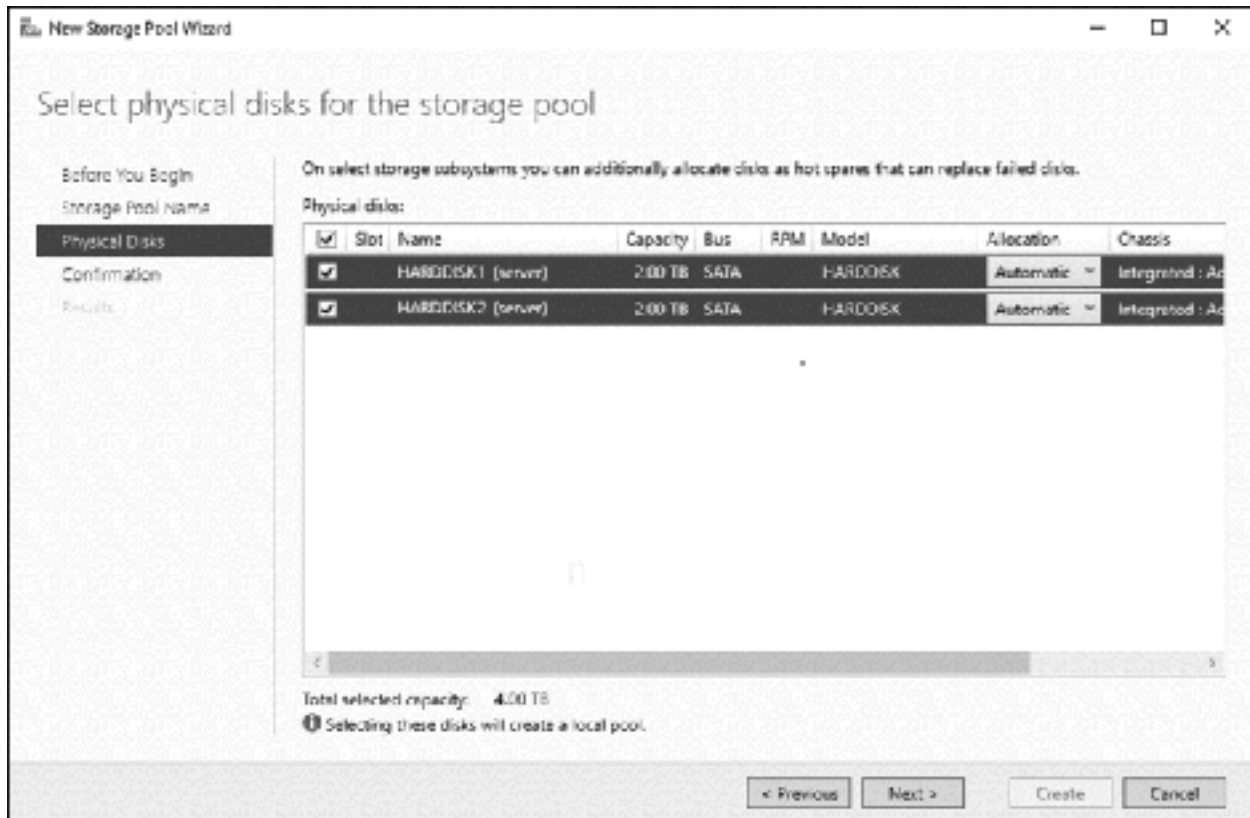 New Storage Pool Wizard
Select physical disks for the storage pool
Before You Begin
Storage Pool Name
Physical Disks
Confirmation
Results
On select storage subsystems you can additionally allocate disks as hot spares that can replace failed disks.
Physical disks:
Slot Name Capacity Bus RPM Model Allocation Chassis
HARDDISK1 (server) 2.00 TB SATA HARDDISK Automatic Integrated : Ad
HARDDISK2 (server) 2.00 TB SATA HARDDISK Automatic Integrated : Ad
Total selected capacity: 4.00 TB
Selecting these disks will create a local pool.
< Previous Next > Create Cancel